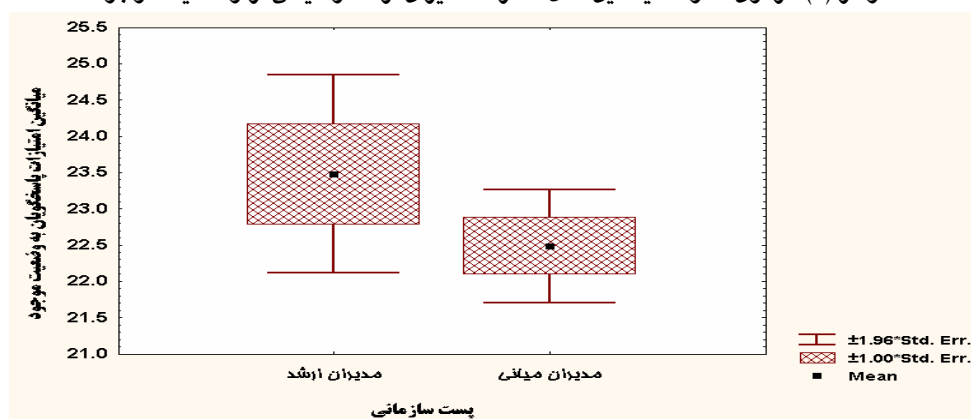 25.5
25.0
24.5
24.0
23.5
23.0
22.5
22.0
21.5
21.0
میانگین امتیازات پاسخگویان به وضعیت موجود
مدیران ارشد
مدیران میانی
پست سازمانی
±1.96*Std. Err.
±1.00*Std. Err.
Mean